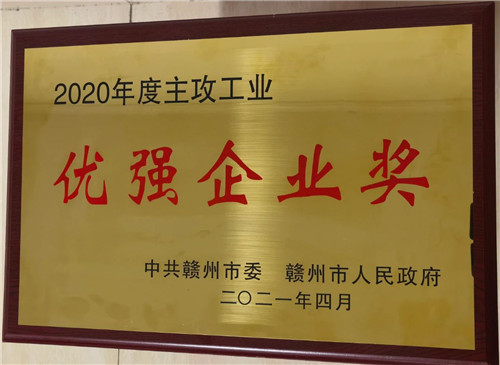 2020年度主攻工业
优强企业奖
中共赣州市委 赣州市人民政府
二〇二一年四月